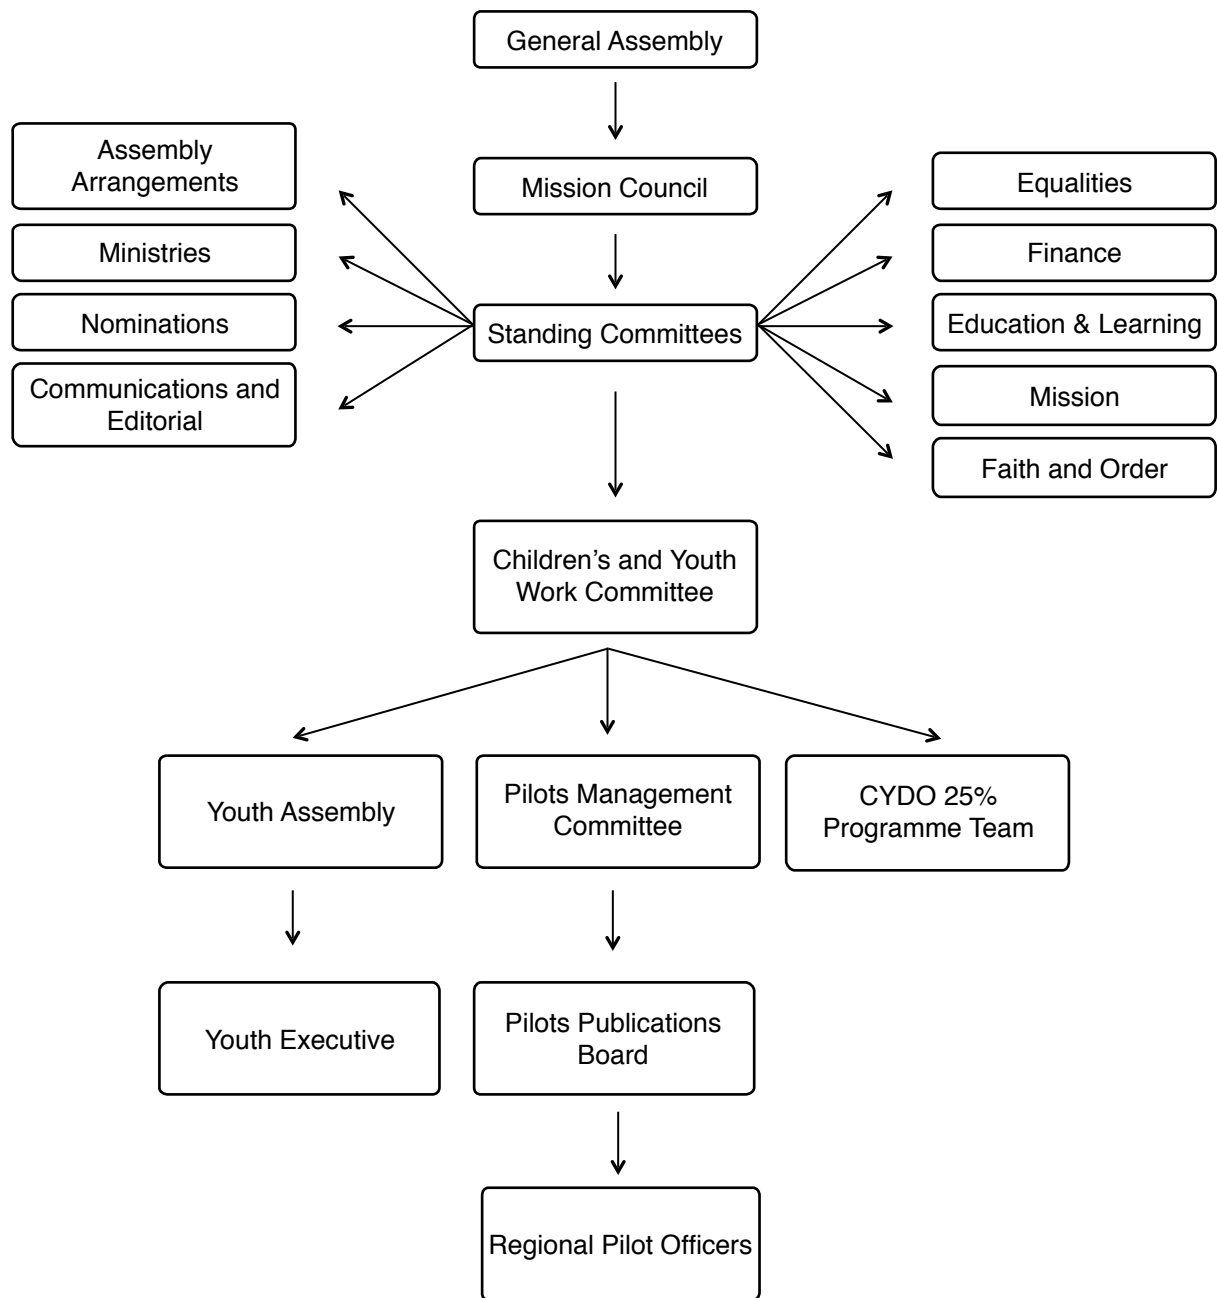 General Assembly
Assembly
Arrangements
Mission Council
Equalities
Ministries
Finance
Nominations
Standing Committees
Education & Learning
Communications and
Editorial
Mission
Faith and Order
Children’s and Youth
Work Committee
Youth Assembly
Pilots Management
Committee
CYDO 25%
Programme Team
Youth Executive
Pilots Publications
Board
Regional Pilot Officers